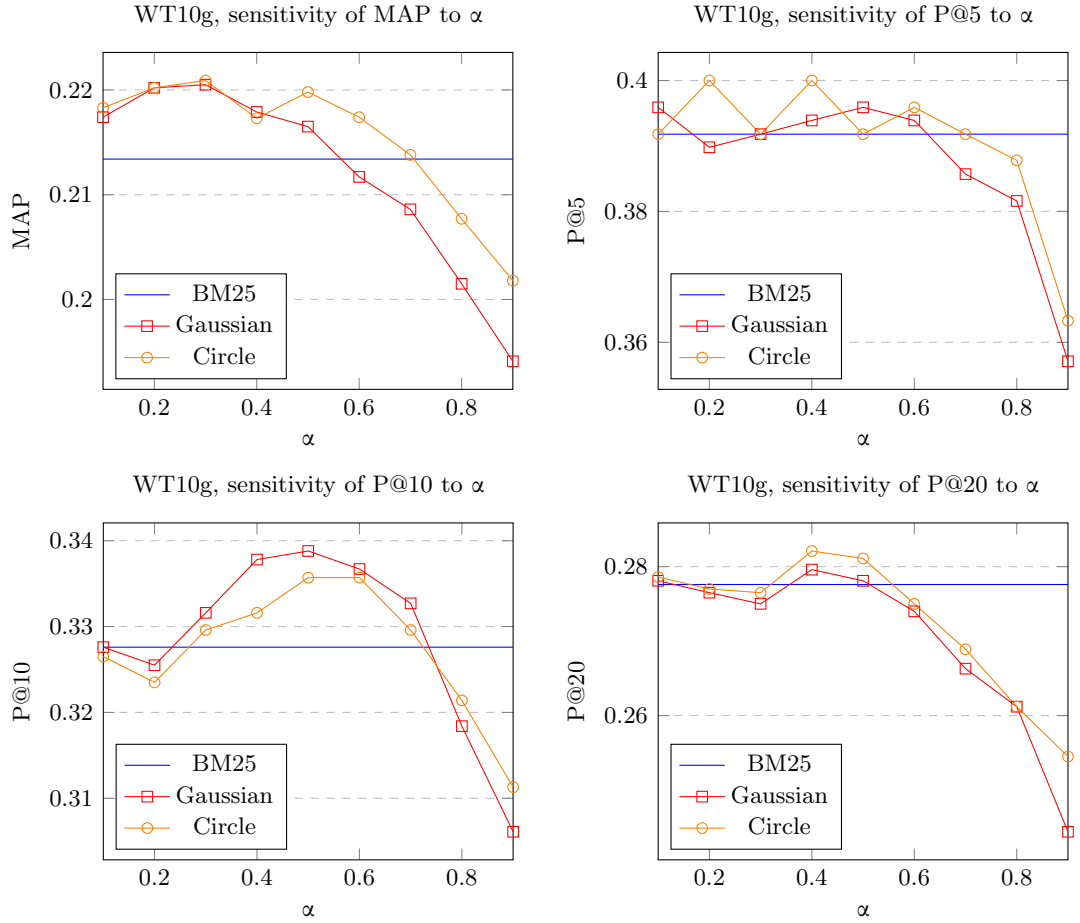 WT10g, sensitivity of MAP to α
MAP
0.22
0.21
0.2
BM25
Gaussian
Circle
0.2 0.4 0.6 0.8
α
WT10g, sensitivity of P@5 to α
P@5
0.4
0.38
0.36
BM25
Gaussian
Circle
0.2 0.4 0.6 0.8
α
WT10g, sensitivity of P@10 to α
P@10
0.34
0.33
0.32
0.31
BM25
Gaussian
Circle
0.2 0.4 0.6 0.8
α
WT10g, sensitivity of P@20 to α
P@20
0.28
0.26
BM25
Gaussian
Circle
0.2 0.4 0.6 0.8
α